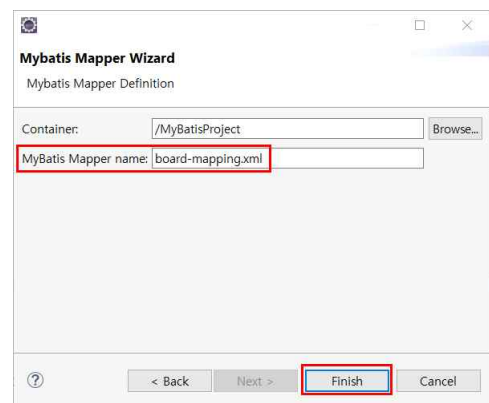 Mybatis Mapper Wizard
Mybatis Mapper Definition
Container: /MyBatisProject Browse...
MyBatis Mapper name: board-mapping.xml
? < Back Next > Finish Cancel